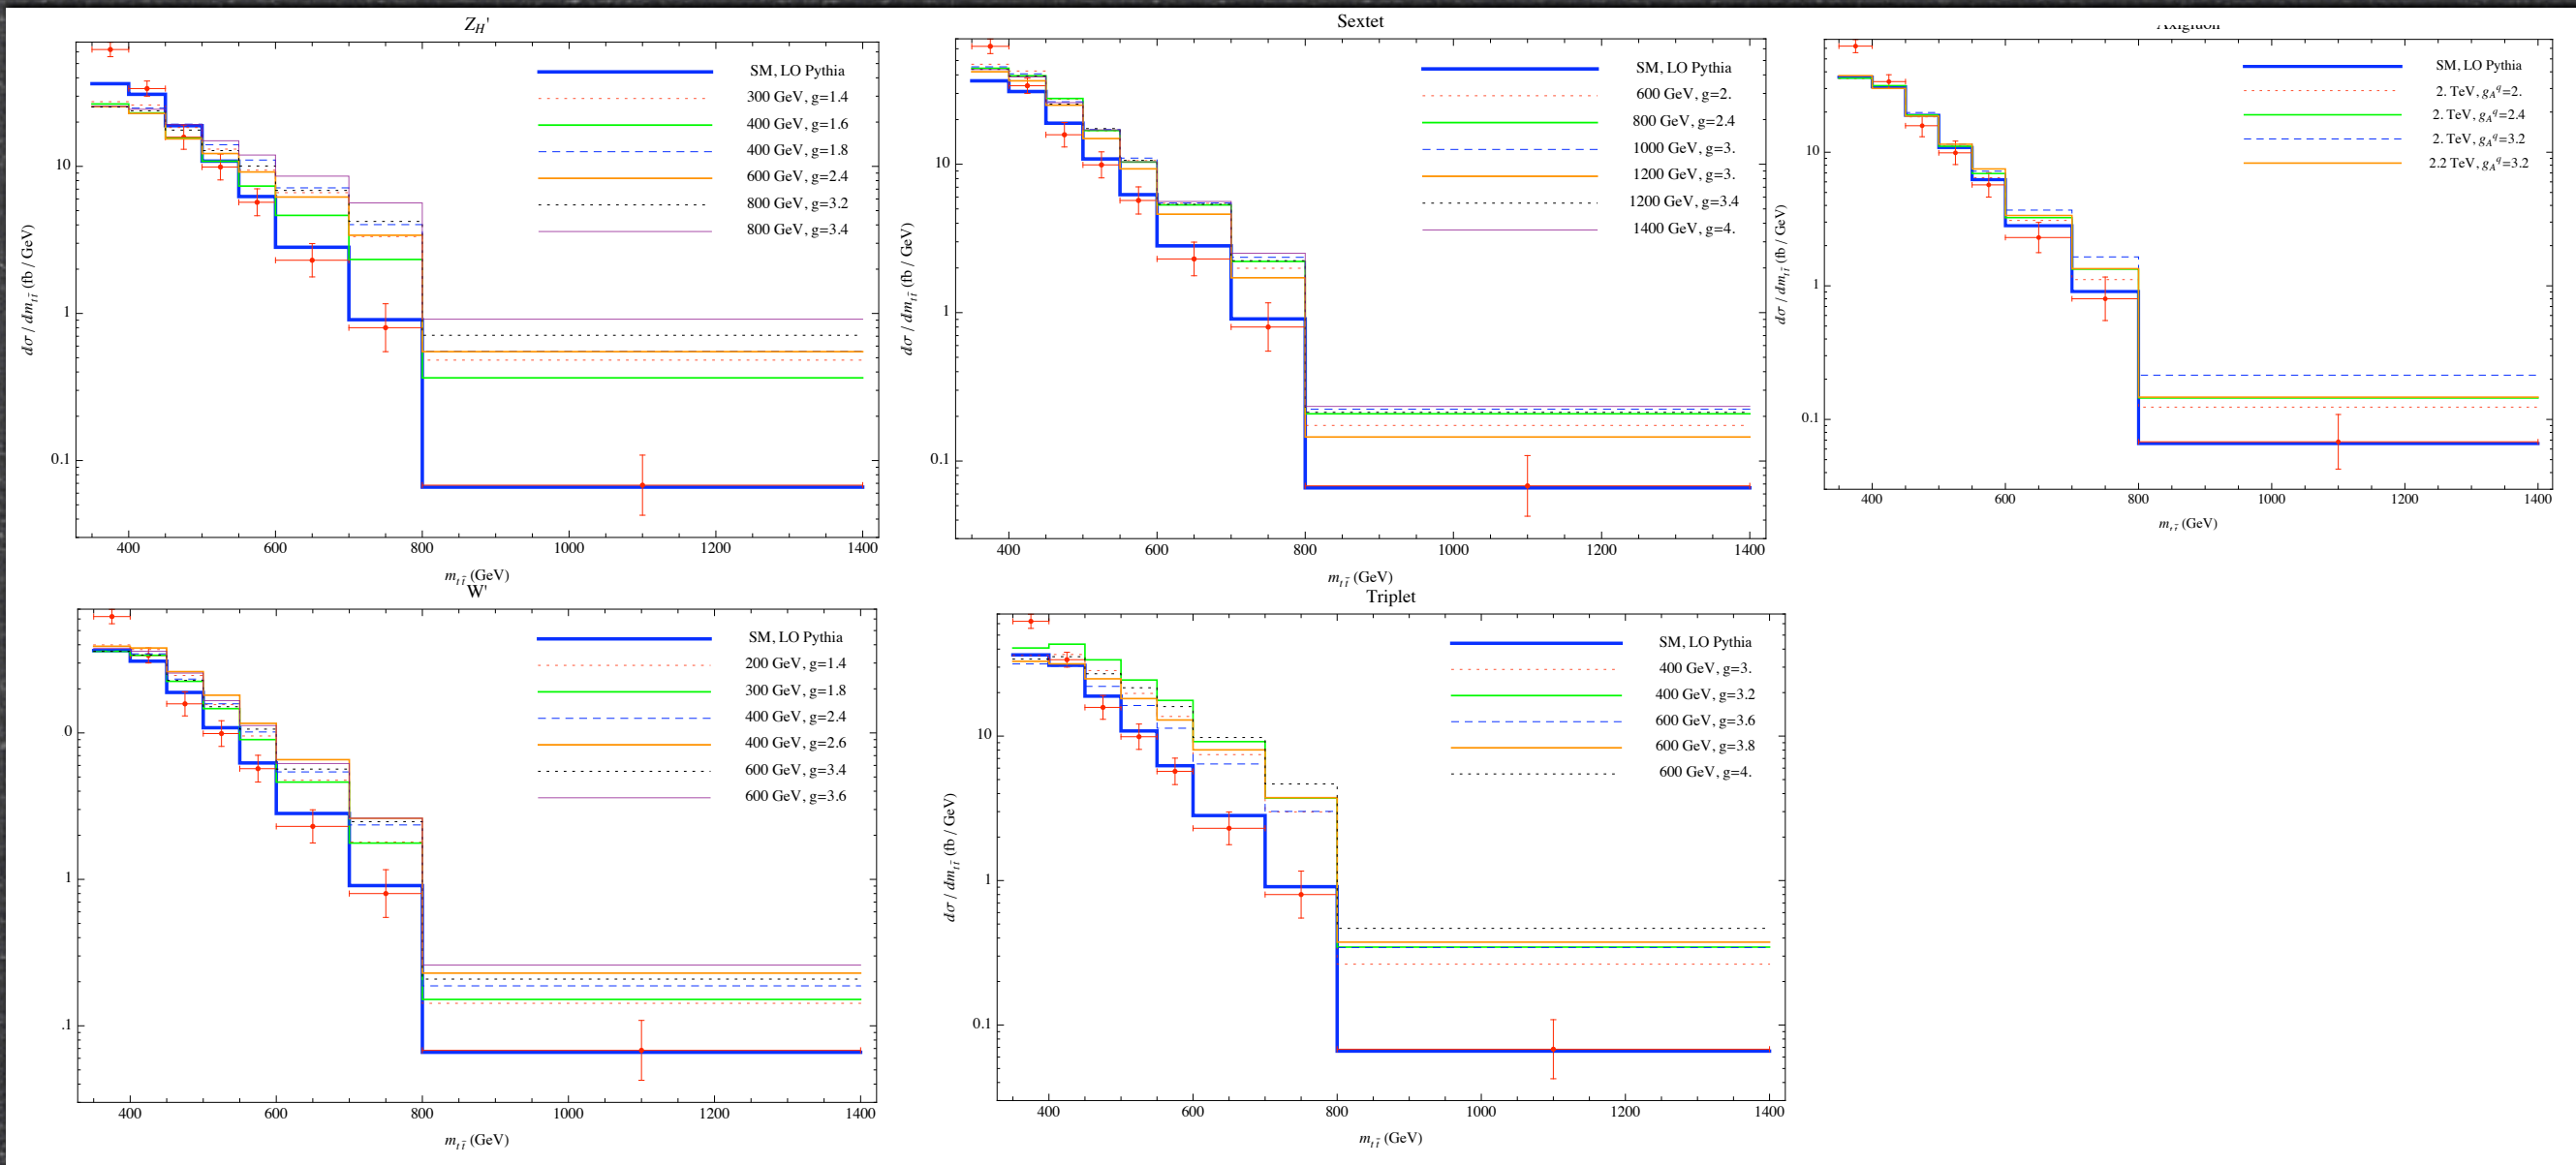 Z_H'
SM, LO Pythia
300 GeV, g=1.4
400 GeV, g=1.6
400 GeV, g=1.8
600 GeV, g=2.4
800 GeV, g=3.2
800 GeV, g=3.4
10
1
0.1
dσ / dm_{t t̄} (fb / GeV)
400 600 800 1000 1200 1400
m_{t t̄} (GeV)
Sextet
SM, LO Pythia
600 GeV, g=2.
800 GeV, g=2.4
1000 GeV, g=3.
1200 GeV, g=3.
1200 GeV, g=3.4
1400 GeV, g=4.
10
1
0.1
dσ / dm_{t t̄} (fb / GeV)
400 600 800 1000 1200 1400
m_{t t̄} (GeV)
Axigluon
SM, LO Pythia
2. TeV, g_A^q=2.
2. TeV, g_A^q=2.4
2. TeV, g_A^q=3.2
2.2 TeV, g_A^q=3.2
10
1
0.1
dσ / dm_{t t̄} (fb / GeV)
400 600 800 1000 1200 1400
m_{t t̄} (GeV)
W'
SM, LO Pythia
200 GeV, g=1.4
300 GeV, g=1.8
400 GeV, g=2.4
400 GeV, g=2.6
600 GeV, g=3.4
600 GeV, g=3.6
0
1
.1
400 600 800 1000 1200 1400
m_{t t̄} (GeV)
Triplet
SM, LO Pythia
400 GeV, g=3.
400 GeV, g=3.2
600 GeV, g=3.6
600 GeV, g=3.8
600 GeV, g=4.
10
1
0.1
dσ / dm_{t t̄} (fb / GeV)
400 600 800 1000 1200 1400
m_{t t̄} (GeV)